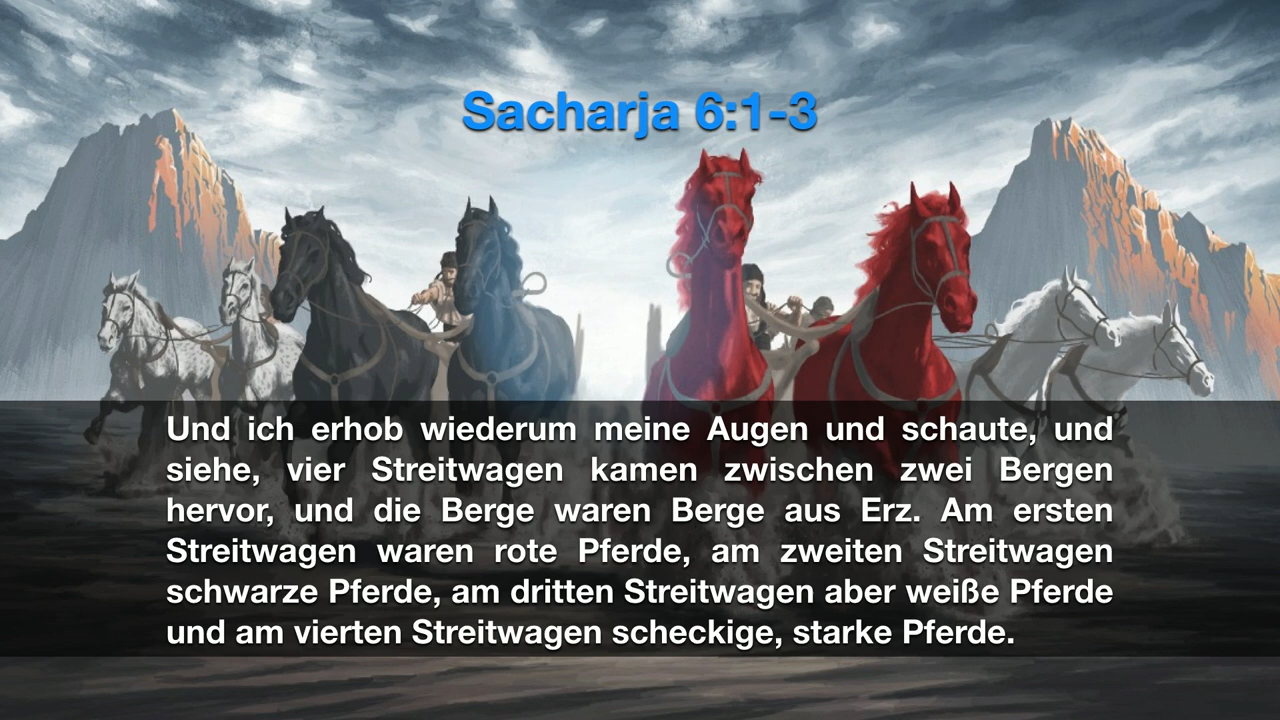 Sacharja 6:1-3
Und ich erhob wiederum meine Augen und schaute, und
siehe, vier Streitwagen kamen zwischen zwei Bergen
hervor, und die Berge waren Berge aus Erz. Am ersten
Streitwagen waren rote Pferde, am zweiten Streitwagen
schwarze Pferde, am dritten Streitwagen aber weiße Pferde
und am vierten Streitwagen scheckige, starke Pferde.